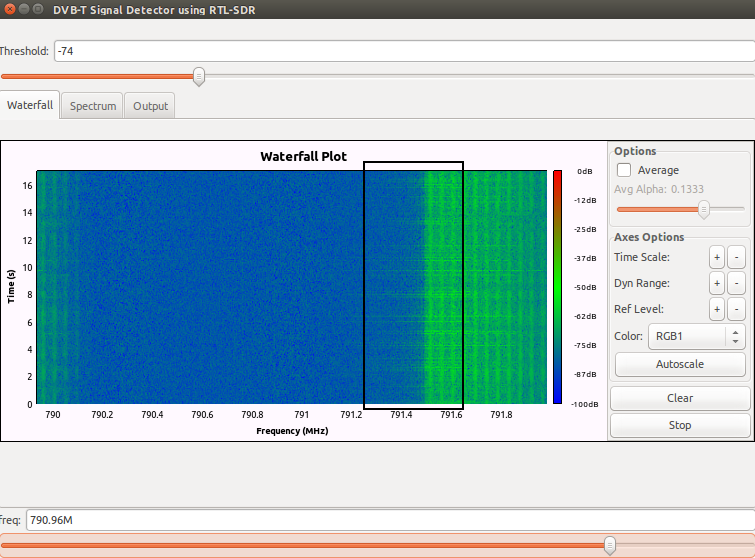 DVB-T Signal Detector using RTL-SDR
Threshold: -74
Waterfall Spectrum Output
Waterfall Plot
Time (s)
16
14
12
10
8
6
4
2
0
790 790.2 790.4 790.6 790.8 791 791.2 791.4 791.6 791.8
Frequency (MHz)
0dB
-12dB
-25dB
-37dB
-50dB
-62dB
-75dB
-87dB
-100dB
Options
Average
Avg Alpha: 0.1333
Axes Options
Time Scale: + -
Dyn Range: + -
Ref Level: + -
Color: RGB1
Autoscale
Clear
Stop
freq: 790.96M